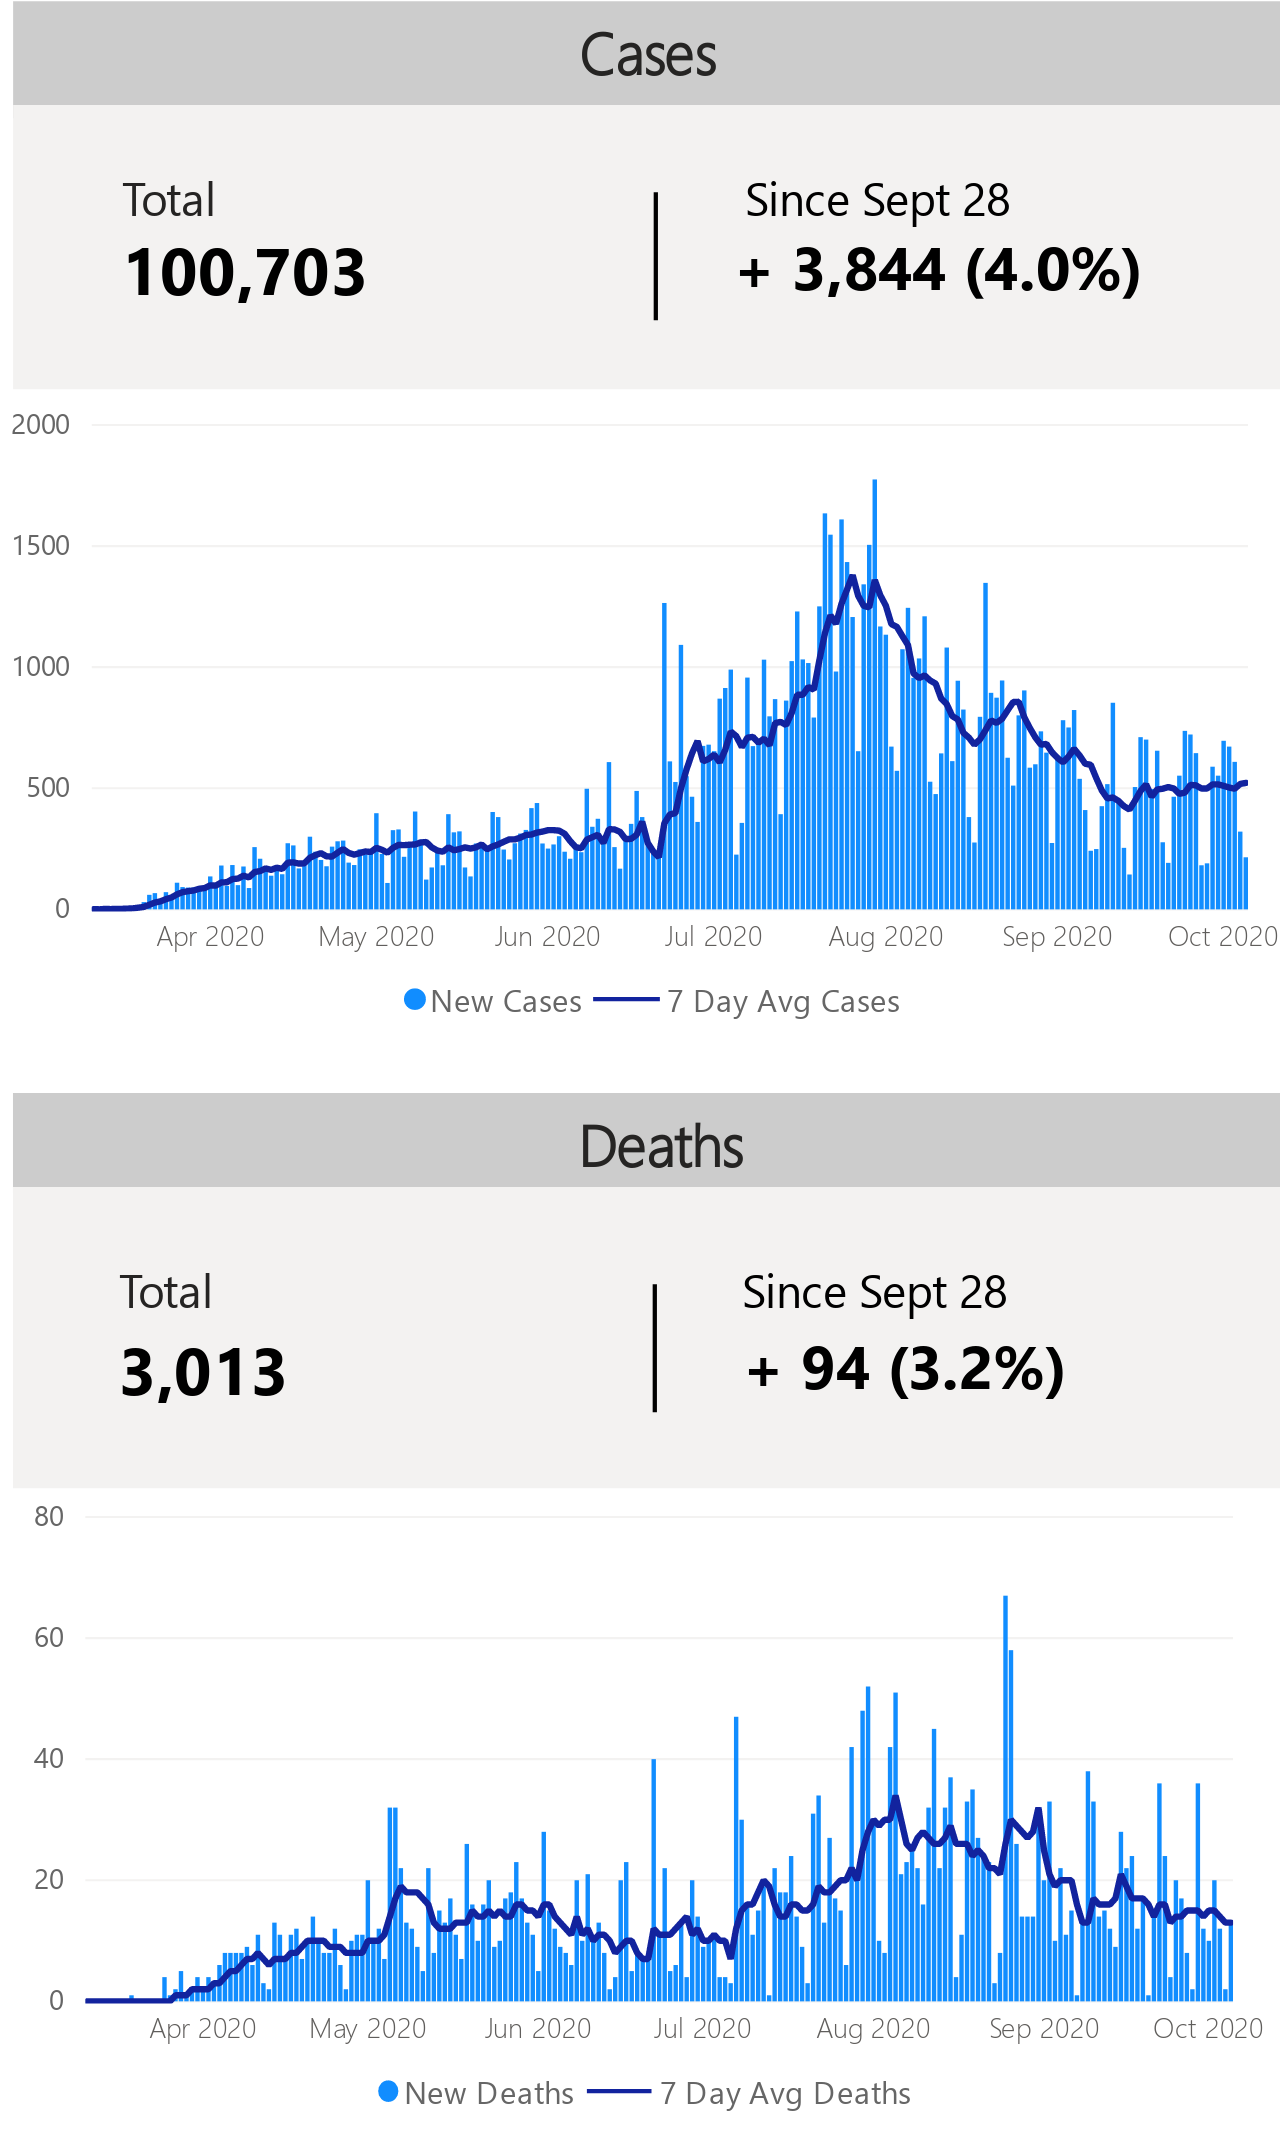 Cases
Total
Since Sept 28
100,703
+ 3,844 (4.0%)
2000
1500
1000
500
0
Apr 2020 May 2020 Jun 2020 Jul 2020 Aug 2020 Sep 2020 Oct 2020
New Cases 7 Day Avg Cases
Deaths
Total
Since Sept 28
3,013
+ 94 (3.2%)
80
60
40
20
0
Apr 2020 May 2020 Jun 2020 Jul 2020 Aug 2020 Sep 2020 Oct 2020
New Deaths 7 Day Avg Deaths